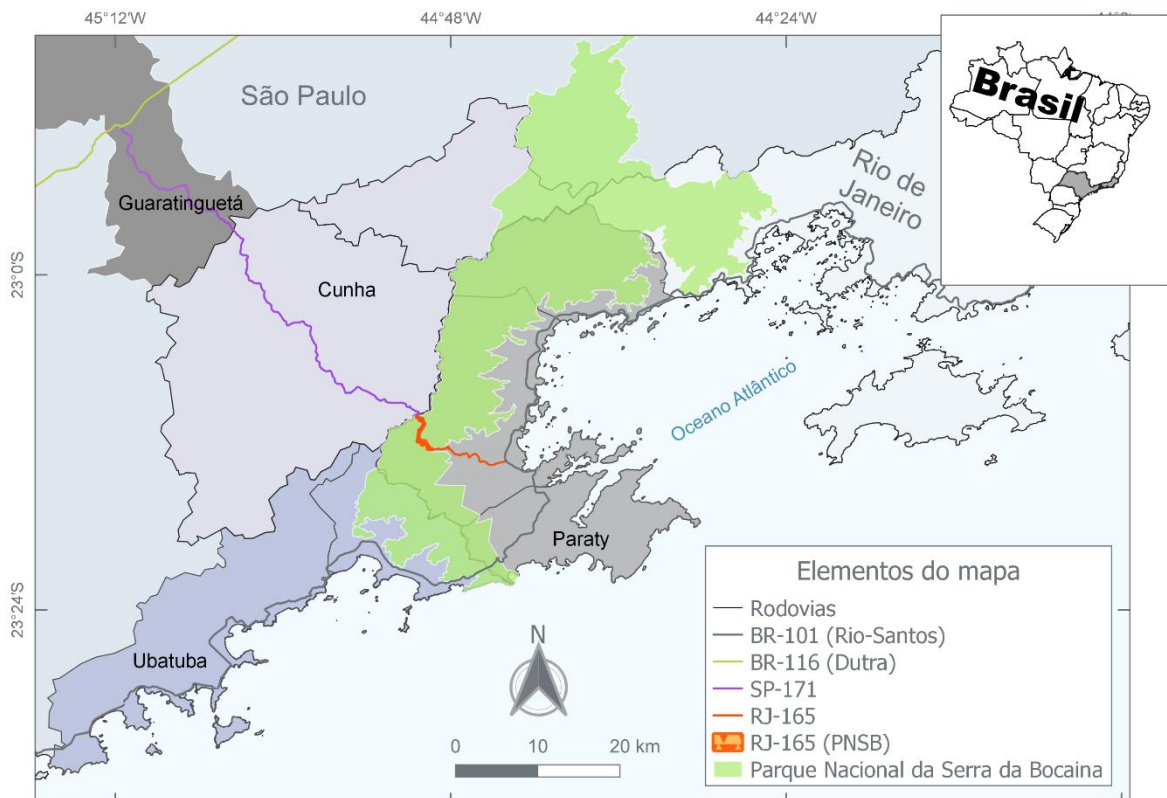 45°12'W
44°48'W
44°24'W
Brasil
São Paulo
Rio de
Janeiro
Guaratinguetá
23°0'S
Cunha
Oceano Atlântico
Paraty
23°24'S
Ubatuba
N
0 10 20 km
Elementos do mapa
Rodovias
BR-101 (Rio-Santos)
BR-116 (Dutra)
SP-171
RJ-165
RJ-165 (PNSB)
Parque Nacional da Serra da Bocaina